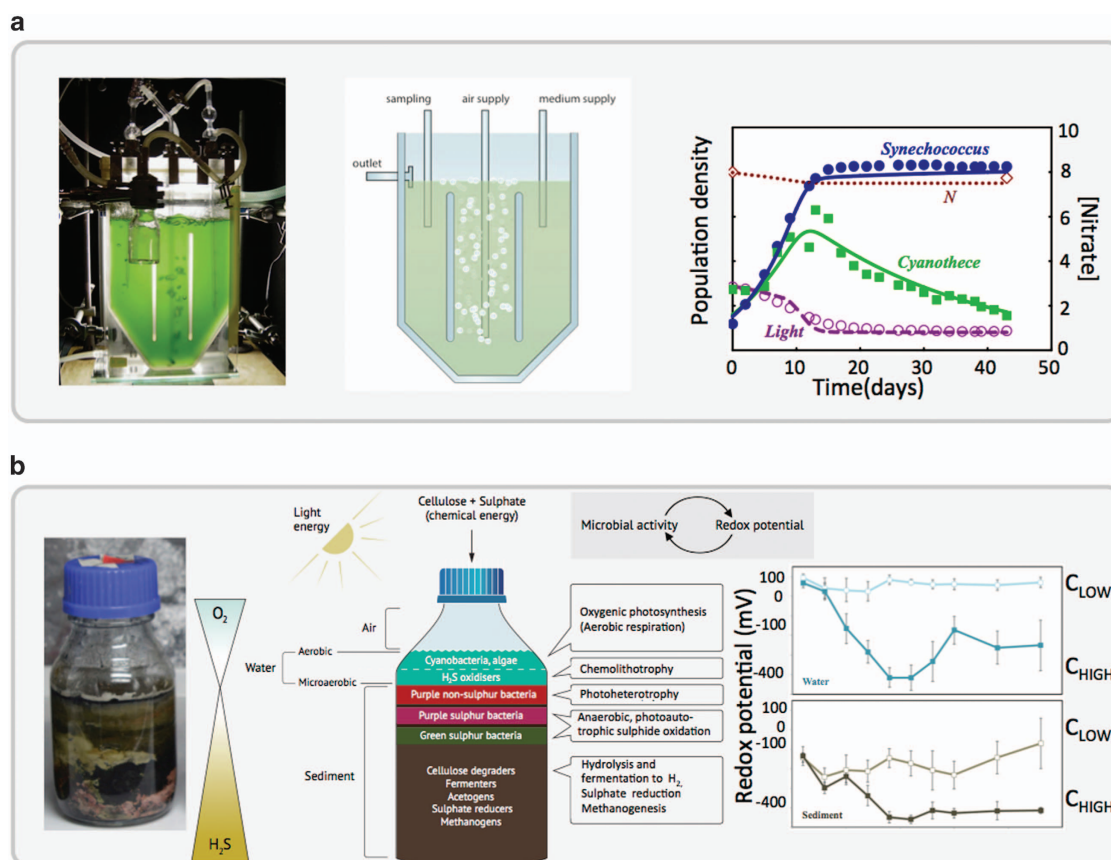 a
sampling
air supply
medium supply
outlet
Population density
10
8
6
4
2
0
[Nitrate]
Synechococcus
N
Cyanothece
Light
0
10
20
30
40
50
Time(days)
b
Light
energy
Cellulose + Sulphate
(chemical energy)
Microbial activity
Redox potential
O2
H2S
Air
Water
Aerobic
Microaerobic
Sediment
Cyanobacteria, algae
H2S oxidisers
Purple non-sulphur bacteria
Purple sulphur bacteria
Green sulphur bacteria
Cellulose degraders
Fermenters
Acetogens
Sulphate reducers
Methanogens
Oxygenic photosynthesis
(Aerobic respiration)
Chemolithotrophy
Photoheterotrophy
Anaerobic, photoauto-
trophic sulphide oxidation
Hydrolysis and
fermentation to H2,
Sulphate reduction
Methanogenesis
Redox potential (mV)
100
0
-100
-400
Water
CLOW
CHIGH
100
0
-100
-400
Sediment
CLOW
CHIGH